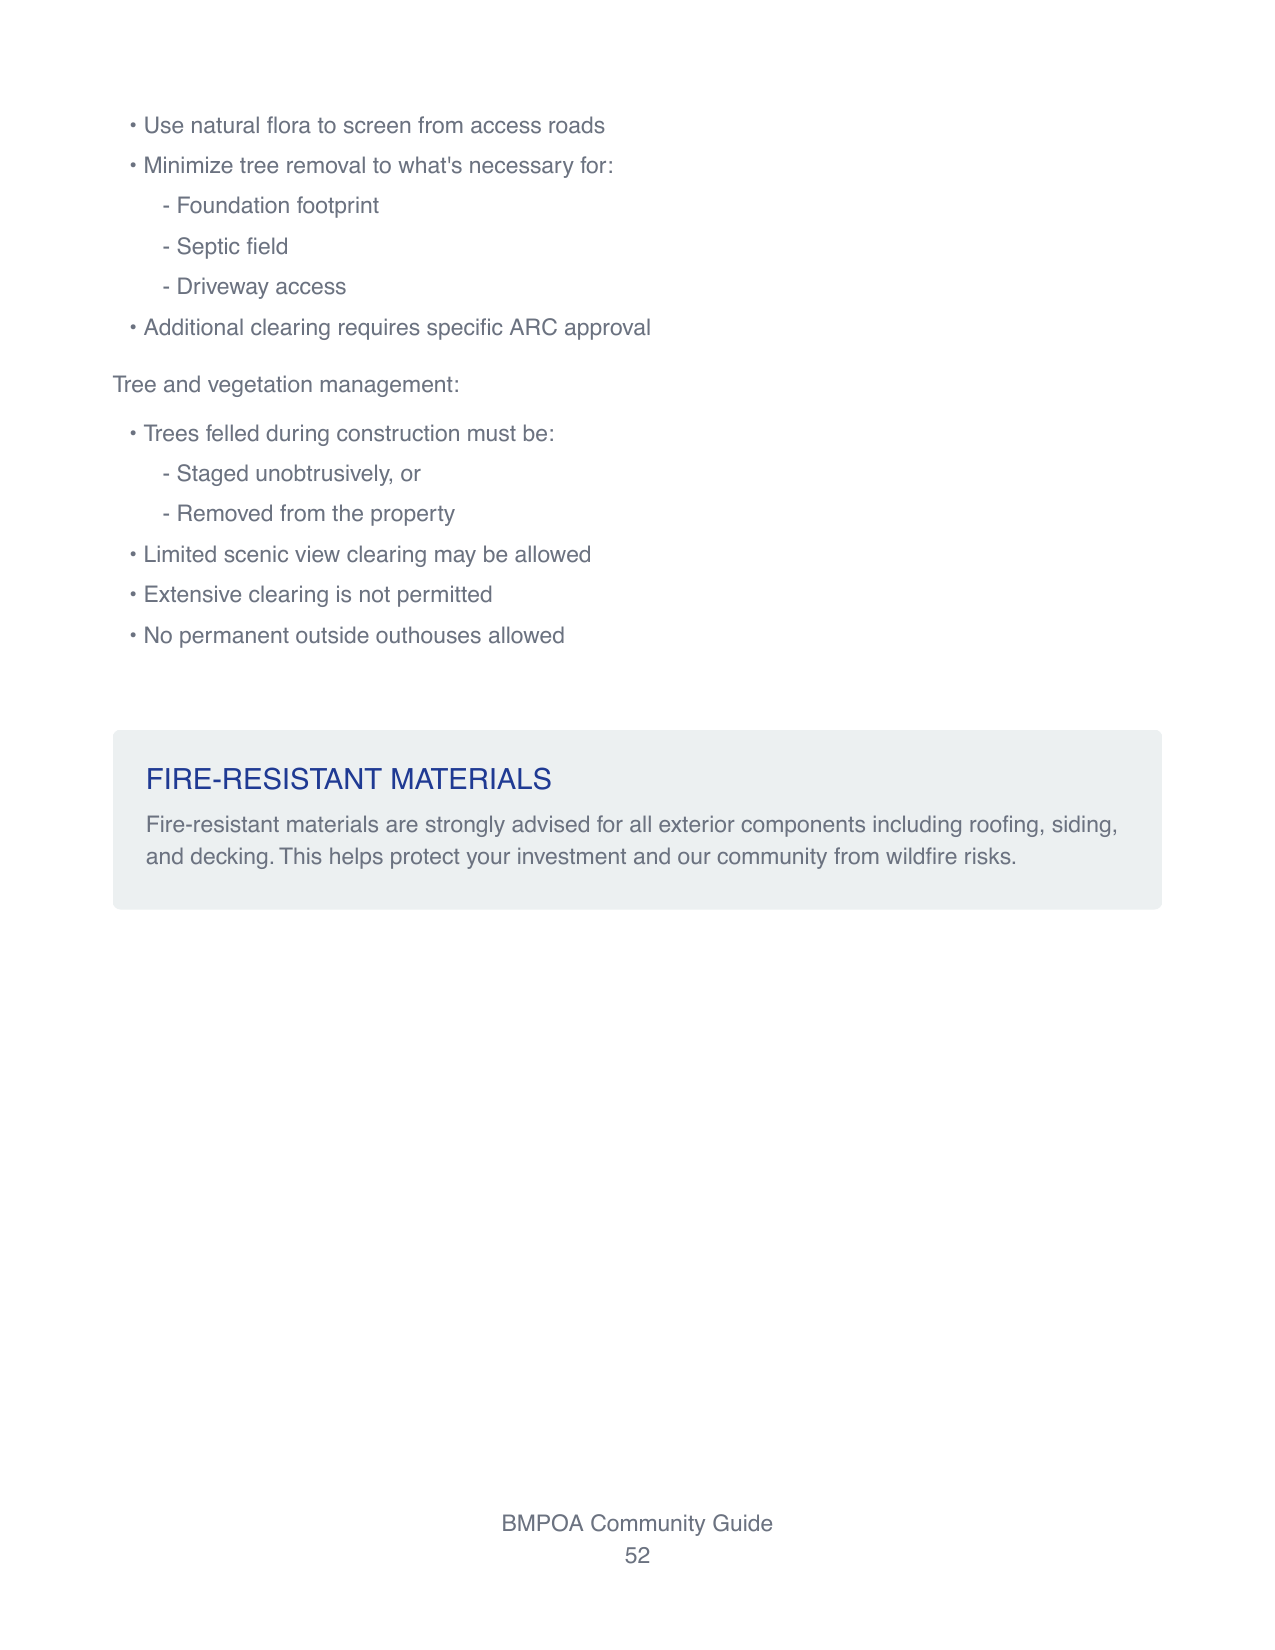 • Use natural flora to screen from access roads
• Minimize tree removal to what's necessary for:
- Foundation footprint
- Septic field
- Driveway access
• Additional clearing requires specific ARC approval
Tree and vegetation management:
• Trees felled during construction must be:
- Staged unobtrusively, or
- Removed from the property
• Limited scenic view clearing may be allowed
• Extensive clearing is not permitted
• No permanent outside outhouses allowed
FIRE-RESISTANT MATERIALS
Fire-resistant materials are strongly advised for all exterior components including roofing, siding,
and decking. This helps protect your investment and our community from wildfire risks.
BMPOA Community Guide
52